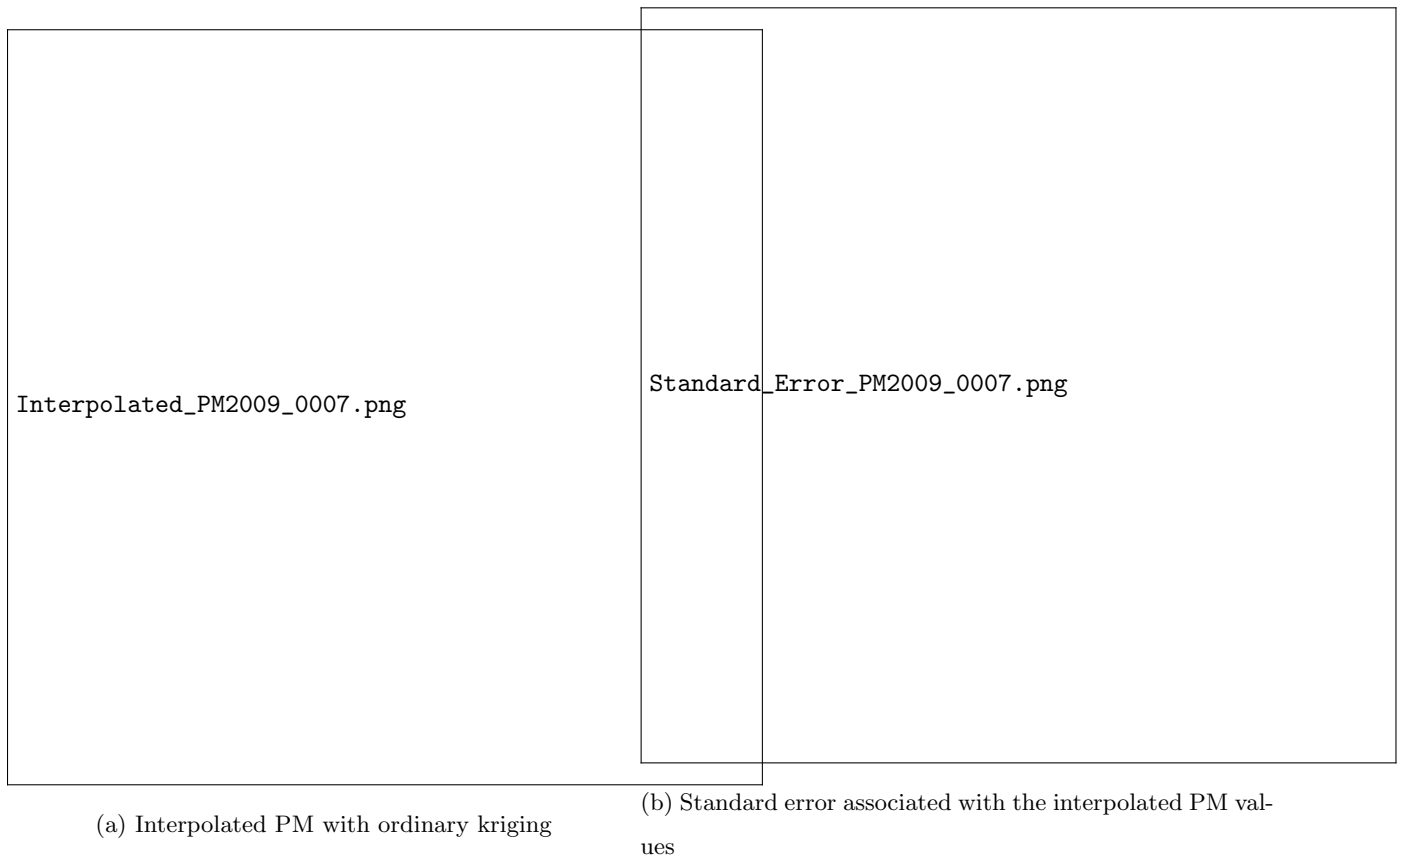 Interpolated_PM2009_0007.png
(a) Interpolated PM with ordinary kriging
Standard_Error_PM2009_0007.png
(b) Standard error associated with the interpolated PM val-
ues